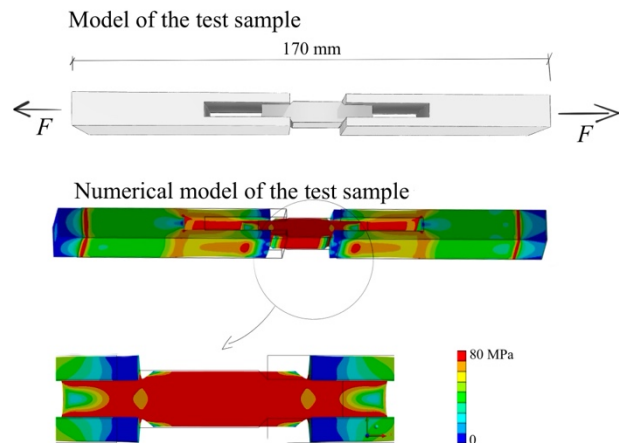 Model of the test sample
170 mm
F
F
Numerical model of the test sample
80 MPa
0